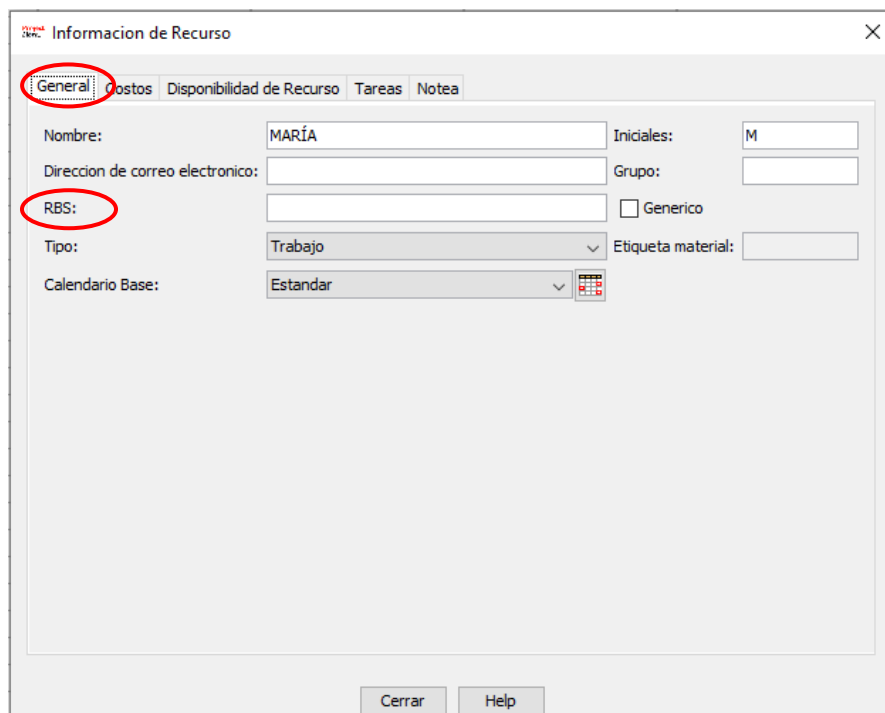 Informacion de Recurso
General Costos Disponibilidad de Recurso Tareas Notea
Nombre: MARÍA Iniciales: M
Direccion de correo electronico: Grupo:
RBS: Generico
Tipo: Trabajo Etiqueta material:
Calendario Base: Estandar
Cerrar Help